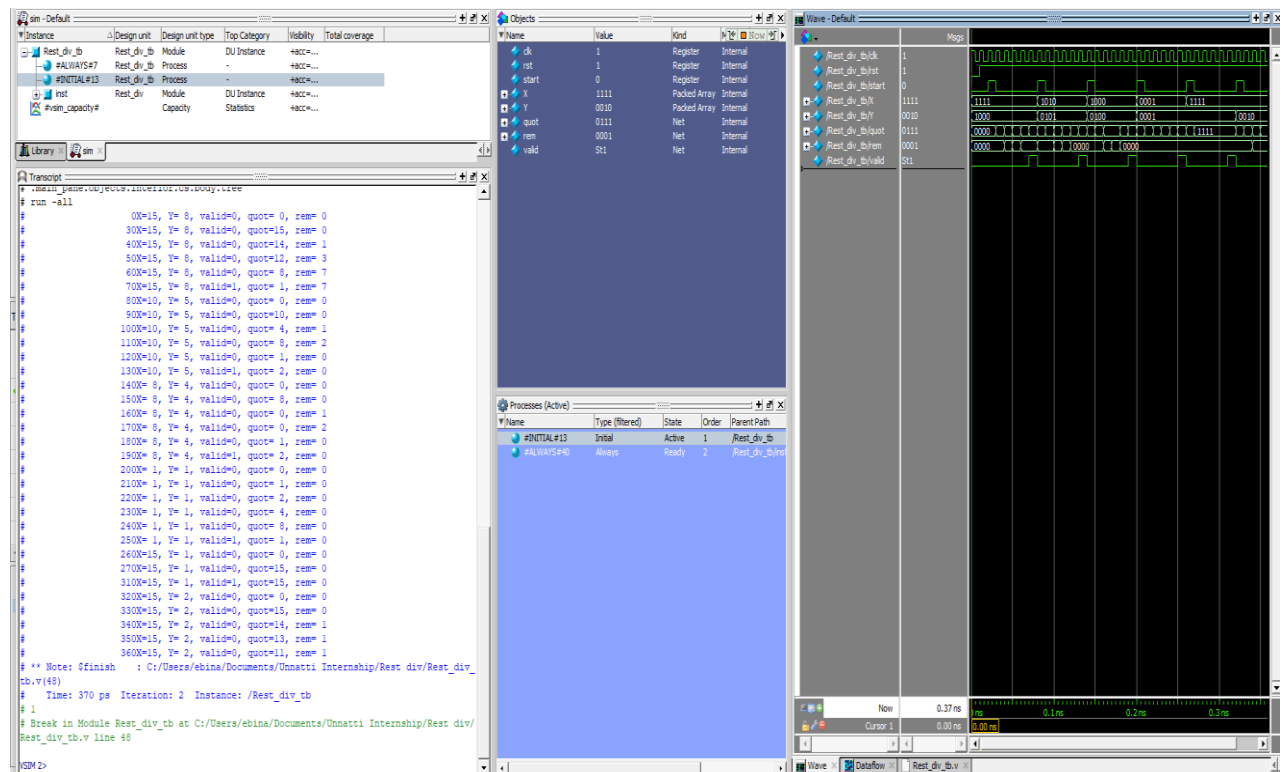 sim - Default
Instance Design unit Design unit type Top Category Visibility Total coverage
Rest_div_tb Rest_div_tb Module DU Instance +acc=...
#ALWAYS#7 Rest_div_tb Process - +acc=...
#INITIAL#13 Rest_div_tb Process - +acc=...
inst Rest_div Module DU Instance +acc=...
#vsim_capacity# Capacity Statistics +acc=...
Library sim
Transcript
# .main_pane.objects.interior.cs.body.tree
# run -all
# 0X=15, Y= 8, valid=0, quot= 0, rem= 0
# 30X=15, Y= 8, valid=0, quot=15, rem= 0
# 40X=15, Y= 8, valid=0, quot=14, rem= 1
# 50X=15, Y= 8, valid=0, quot=12, rem= 3
# 60X=15, Y= 8, valid=0, quot= 8, rem= 7
# 70X=15, Y= 8, valid=1, quot= 1, rem= 7
# 80X=10, Y= 5, valid=0, quot= 0, rem= 0
# 90X=10, Y= 5, valid=0, quot=10, rem= 0
# 100X=10, Y= 5, valid=0, quot= 4, rem= 1
# 110X=10, Y= 5, valid=0, quot= 8, rem= 2
# 120X=10, Y= 5, valid=0, quot= 1, rem= 0
# 130X=10, Y= 5, valid=1, quot= 2, rem= 0
# 140X= 8, Y= 4, valid=0, quot= 0, rem= 0
# 150X= 8, Y= 4, valid=0, quot= 8, rem= 0
# 160X= 8, Y= 4, valid=0, quot= 0, rem= 1
# 170X= 8, Y= 4, valid=0, quot= 0, rem= 2
# 180X= 8, Y= 4, valid=0, quot= 1, rem= 0
# 190X= 8, Y= 4, valid=1, quot= 2, rem= 0
# 200X= 1, Y= 1, valid=0, quot= 0, rem= 0
# 210X= 1, Y= 1, valid=0, quot= 1, rem= 0
# 220X= 1, Y= 1, valid=0, quot= 2, rem= 0
# 230X= 1, Y= 1, valid=0, quot= 4, rem= 0
# 240X= 1, Y= 1, valid=0, quot= 8, rem= 0
# 250X= 1, Y= 1, valid=1, quot= 1, rem= 0
# 260X=15, Y= 1, valid=0, quot= 0, rem= 0
# 270X=15, Y= 1, valid=0, quot=15, rem= 0
# 310X=15, Y= 1, valid=1, quot=15, rem= 0
# 320X=15, Y= 2, valid=0, quot= 0, rem= 0
# 330X=15, Y= 2, valid=0, quot=15, rem= 0
# 340X=15, Y= 2, valid=0, quot=14, rem= 1
# 350X=15, Y= 2, valid=0, quot=13, rem= 1
# 360X=15, Y= 2, valid=0, quot=11, rem= 1
# ** Note: $finish : C:/Users/ebina/Documents/Unnatti Internship/Rest div/Rest_div_
tb.v(48)
# Time: 370 ps Iteration: 2 Instance: /Rest_div_tb
# 1
# Break in Module Rest_div_tb at C:/Users/ebina/Documents/Unnatti Internship/Rest div/
Rest_div_tb.v line 48
VSIM 2>
Objects
Name Value Kind Now
clk 1 Register Internal
rst 1 Register Internal
start 0 Register Internal
X 1111 Packed Array Internal
Y 0010 Packed Array Internal
quot 0111 Net Internal
rem 0001 Net Internal
valid St1 Net Internal
Processes (Active)
Name Type (filtered) State Order Parent Path
#INITIAL#13 Initial Active 1 /Rest_div_tb
#ALWAYS#40 Always Ready 2 /Rest_div_tb/inst
Wave - Default
Msgs
/Rest_div_tb/clk 1
/Rest_div_tb/rst 1
/Rest_div_tb/start 0
/Rest_div_tb/X 1111 1111 1010 1000 0001 1111
/Rest_div_tb/Y 0010 1000 0101 0100 0001 0010
/Rest_div_tb/quot 0111 0000 1111
/Rest_div_tb/rem 0001 0000 0000 0000
/Rest_div_tb/valid St1
Now 0.37 ns ns 0.1 ns 0.2 ns 0.3 ns
Cursor 1 0.00 ns 0.00 ns
Wave Dataflow Rest_div_tb.v